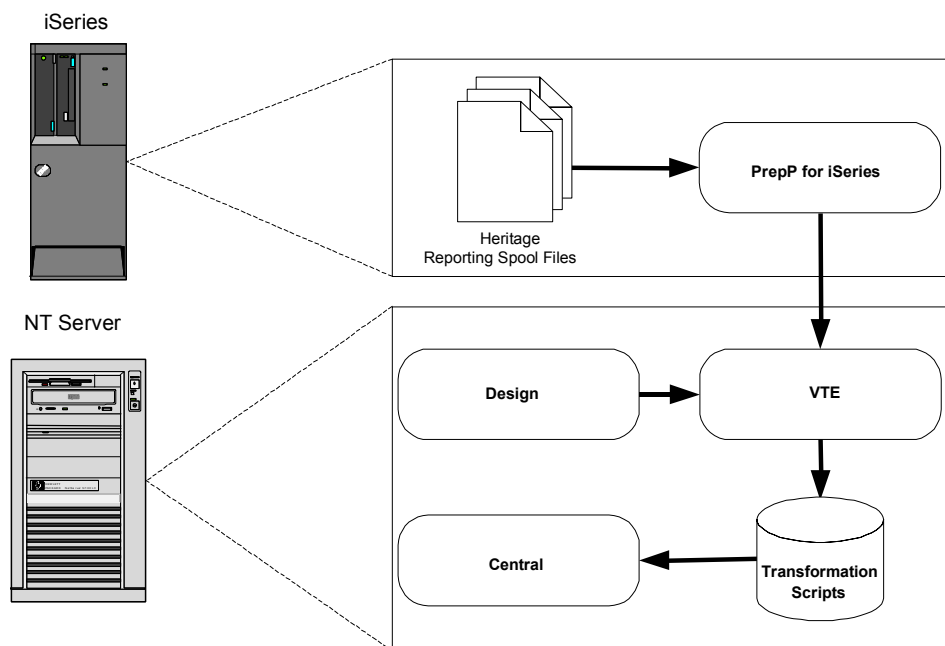 iSeries
Heritage
Reporting Spool Files
PrepP for iSeries
NT Server
Design
VTE
Central
Transformation
Scripts